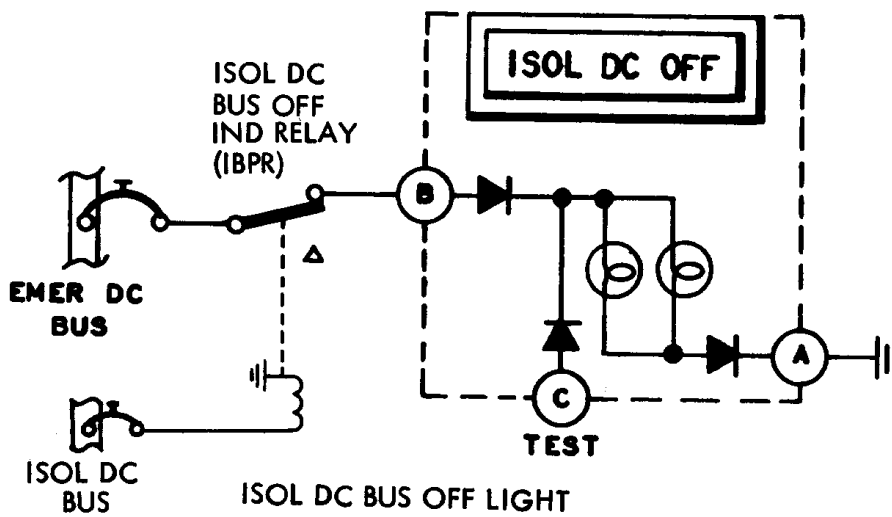 ISOL DC OFF
ISOL DC
BUS OFF
IND RELAY
(IBPR)
B
EMER DC
BUS
A
C
TEST
ISOL DC
BUS
ISOL DC BUS OFF LIGHT